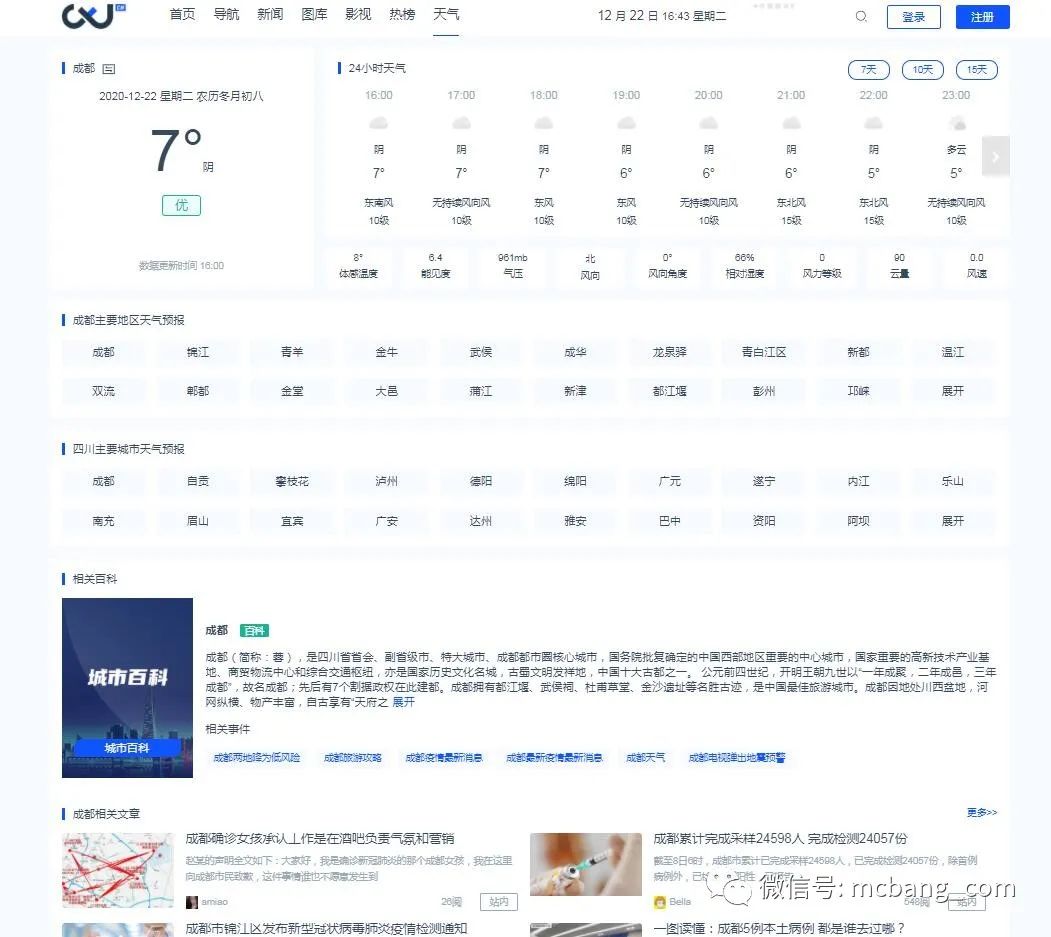 首页 导航 新闻 图库 影视 热榜 天气 12 月 22 日 16:43 星期二 登录 注册
成都
2020-12-22 星期二 农历冬月初八
7° 阴
优
数据更新时间 16:00
24小时天气 7天 10天 15天
16:00 17:00 18:00 19:00 20:00 21:00 22:00 23:00
阴 阴 阴 阴 阴 阴 阴 多云
7° 7° 7° 6° 6° 6° 5° 5°
东南风 无持续风向风 东风 东风 无持续风向风 东北风 东北风 无持续风向风
10级 10级 10级 10级 10级 15级 15级 10级
8° 6.4 961mb 北 0° 66% 0 90 0.0
体感温度 能见度 气压 风向 风向角度 相对湿度 风力等级 云量 风速
成都主要地区天气预报
成都 锦江 青羊 金牛 武侯 成华 龙泉驿 青白江区 新都 温江
双流 郫都 金堂 大邑 蒲江 新津 都江堰 彭州 邛崃 展开
四川主要城市天气预报
成都 自贡 攀枝花 泸州 德阳 绵阳 广元 遂宁 内江 乐山
南充 眉山 宜宾 广安 达州 雅安 巴中 资阳 阿坝 展开
相关百科
城市百科
城市百科
成都 百科
成都（简称：蓉），是四川省省会、副省级市、特大城市、成都都市圈核心城市，国务院批复确定的中国西部地区重要的中心城市，国家重要的高新技术产业基
地、商贸物流中心和综合交通枢纽，亦是国家历史文化名城，古蜀文明发祥地，中国十大古都之一。 公元前四世纪，开明王朝九世以“一年成聚，二年成邑，三年
成都”，故名成都；先后有7个割据政权在此建都。成都拥有都江堰、武侯祠、杜甫草堂、金沙遗址等名胜古迹，是中国最佳旅游城市。成都因地处川西盆地，河
网纵横、物产丰富，自古享有“天府之 展开
相关事件
成都两地降为低风险 成都旅游攻略 成都疫情最新消息 成都最新疫情最新消息 成都天气 成都电视弹出地震预警
成都相关文章 更多>>
成都确诊女孩承认工作是在酒吧负责气氛和营销
赵某的声明全文如下：大家好，我是确诊新冠肺炎的那个成都女孩，我在这里
向成都市民致歉，这件事情谁也不愿意发生到
amiao 26阅 站内
成都累计完成采样24598人 完成检测24057份
截至8日6时，成都市累计已完成采样24598人，已完成检测24057份，除首例
病例外，已
Bella 548阅 站内
微信号: mcbang_com
成都市锦江区发布新型冠状病毒肺炎疫情检测通知
一图读懂：成都5例本土病例 都是谁去过哪？